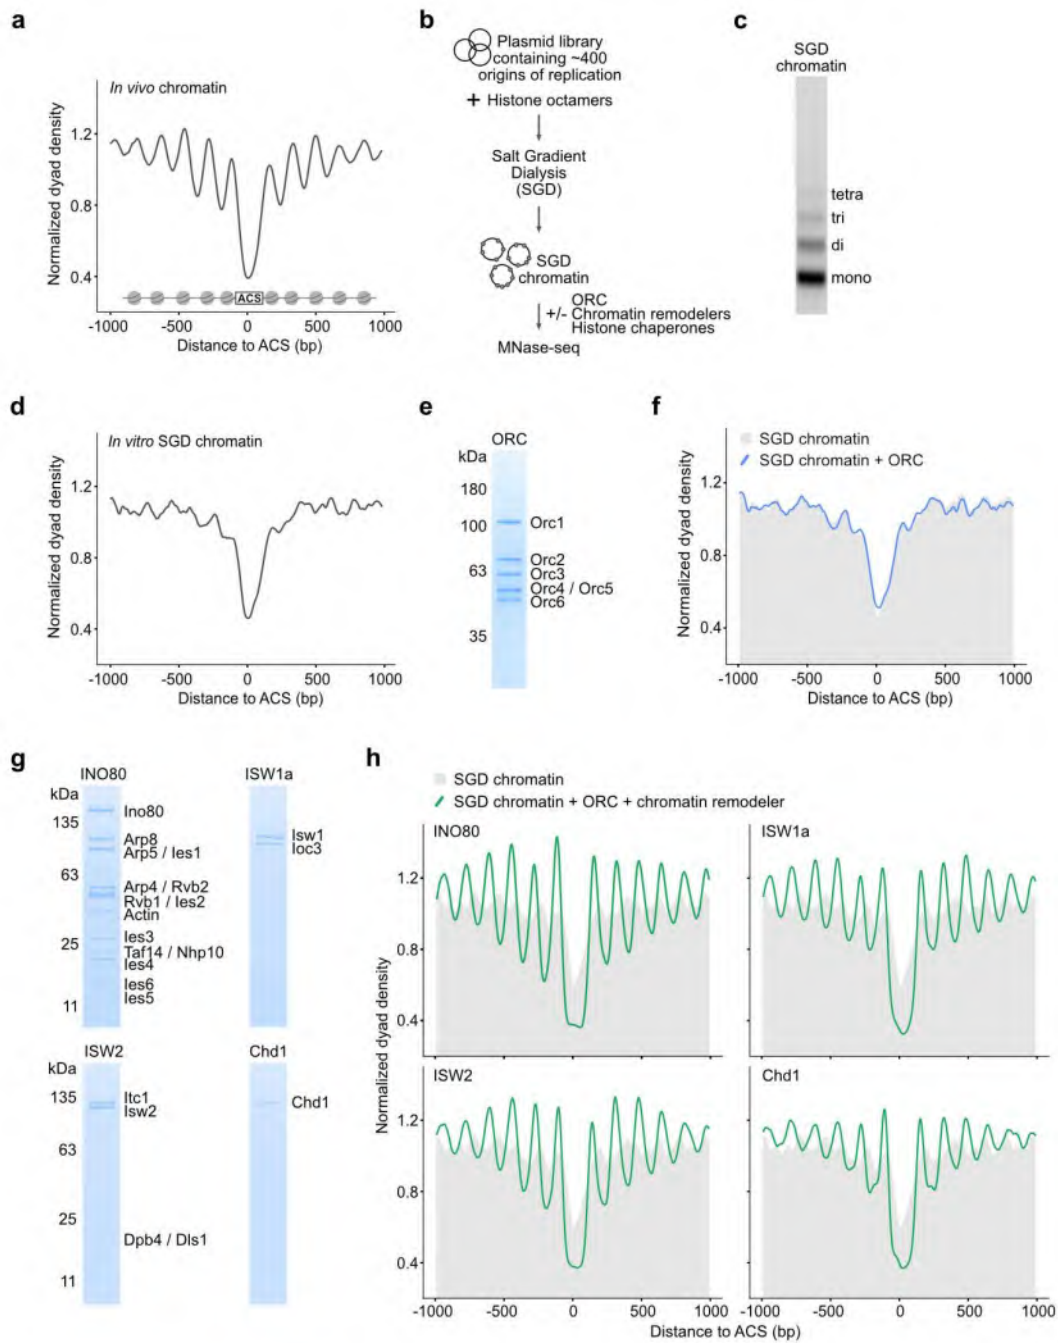 a
In vivo chromatin
Normalized dyad density
1.2
0.8
0.4
ACS
-1000
-500
0
500
1000
Distance to ACS (bp)
b
Plasmid library
containing ~400
origins of replication
+ Histone octamers
Salt Gradient
Dialysis
(SGD)
SGD
chromatin
ORC
+/- Chromatin remodelers
Histone chaperones
MNase-seq
c
SGD
chromatin
tetra
tri
di
mono
d
In vitro SGD chromatin
Normalized dyad density
1.2
0.8
0.4
-1000
-500
0
500
1000
Distance to ACS (bp)
e
ORC
kDa
180
100
63
35
Orc1
Orc2
Orc3
Orc4 / Orc5
Orc6
f
SGD chromatin
SGD chromatin + ORC
Normalized dyad density
1.2
0.8
0.4
-1000
-500
0
500
1000
Distance to ACS (bp)
g
INO80
kDa
135
63
25
11
Ino80
Arp8
Arp5 / Ies1
Arp4 / Rvb2
Rvb1 / Ies2
Actin
Ies3
Taf14 / Nhp10
Ies4
Ies6
Ies5
ISW1a
Isw1
Ioc3
ISW2
kDa
135
63
25
11
Itc1
Isw2
Dpb4 / Dls1
Chd1
Chd1
h
SGD chromatin
SGD chromatin + ORC + chromatin remodeler
Normalized dyad density
INO80
1.2
0.8
0.4
ISW1a
ISW2
1.2
0.8
0.4
-1000
-500
0
500
1000
Chd1
-1000
-500
0
500
1000
Distance to ACS (bp)